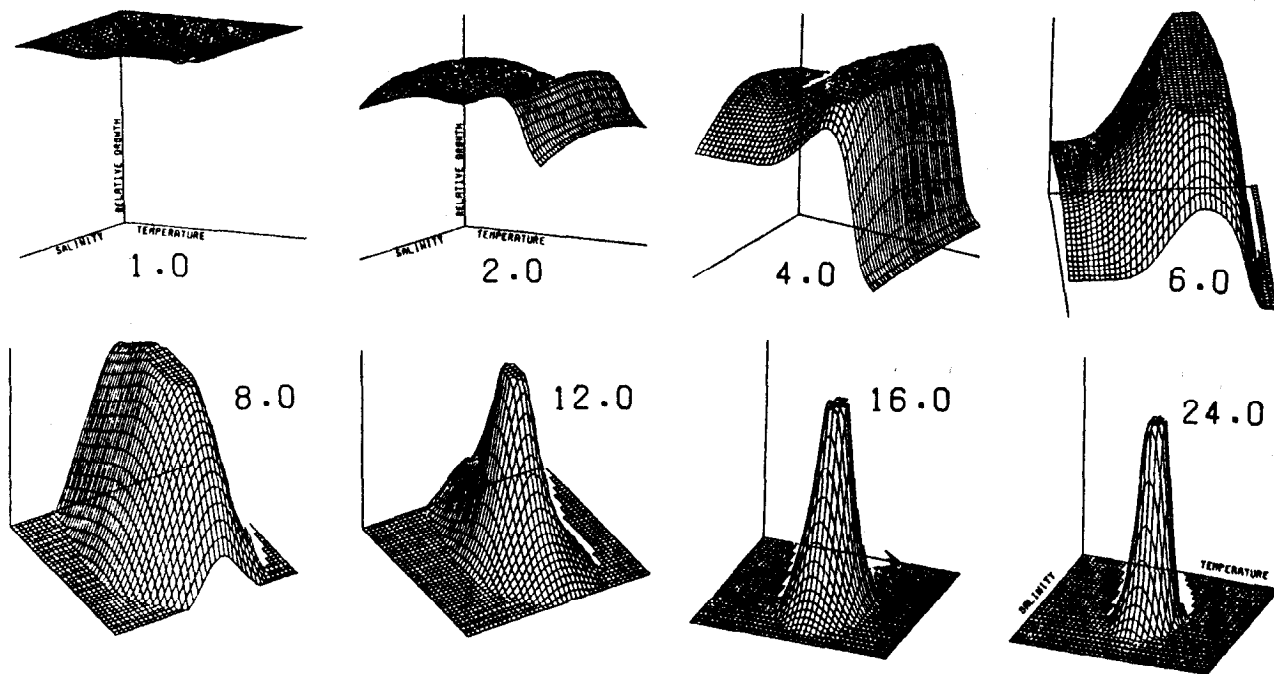 RELATIVE GROWTH
SALINITY
TEMPERATURE
1.0
RELATIVE GROWTH
SALINITY
TEMPERATURE
2.0
4.0
6.0
8.0
12.0
16.0
24.0
SALINITY
TEMPERATURE